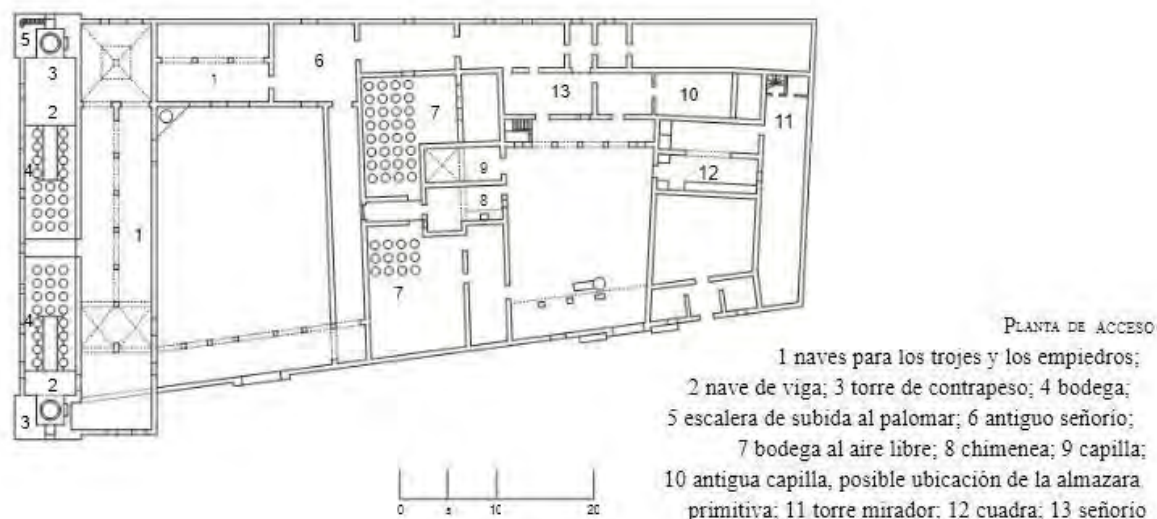 5
3
2
4
1
4
2
3
1
6
7
9
8
7
13
10
11
12
0 5 10 20
PLANTA DE ACCESO
1 naves para los trojes y los empiedros;
2 nave de viga; 3 torre de contrapeso; 4 bodega;
5 escalera de subida al palomar; 6 antiguo señorío;
7 bodega al aire libre; 8 chimenea; 9 capilla;
10 antigua capilla, posible ubicación de la almazara
primitiva; 11 torre mirador; 12 cuadra; 13 señorío